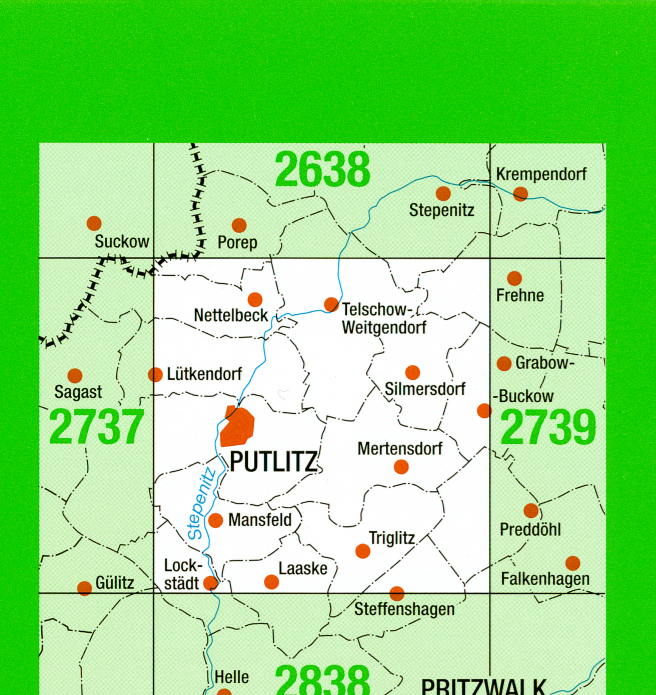 2638
Krempendorf
Stepenitz
Suckow
Porep
Frehne
Nettelbeck
Telschow-
Weitgendorf
Grabow-
Lütkendorf
Sagast
Silmersdorf
-Buckow
2737
2739
Mertensdorf
PUTLITZ
Stepenitz
Mansfeld
Preddöhl
Triglitz
Lock-
städt
Laaske
Falkenhagen
Gülitz
Steffenshagen
Helle
2838
PRITZWALK